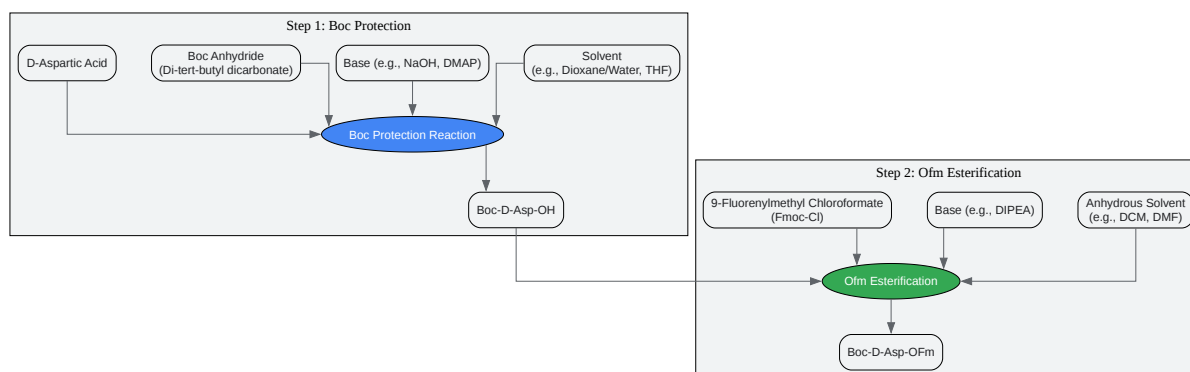 Step 1: Boc Protection
D-Aspartic Acid
Boc Anhydride
(Di-tert-butyl dicarbonate)
Base (e.g., NaOH, DMAP)
Solvent
(e.g., Dioxane/Water, THF)
Boc Protection Reaction
Boc-D-Asp-OH
Step 2: Ofm Esterification
9-Fluorenylmethyl Chloroformate
(Fmoc-Cl)
Base (e.g., DIPEA)
Anhydrous Solvent
(e.g., DCM, DMF)
Ofm Esterification
Boc-D-Asp-OFm